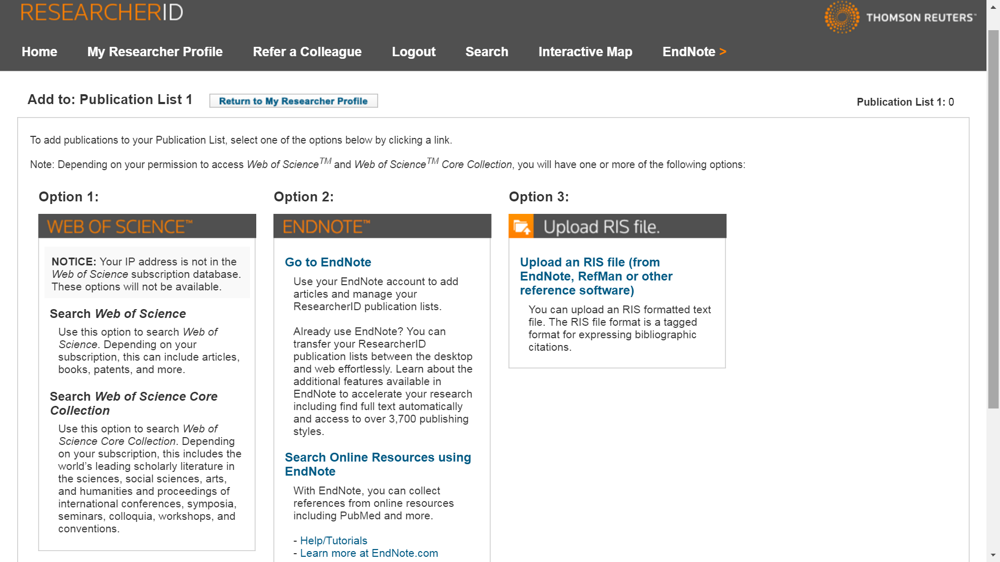 RESEARCHERID
THOMSON REUTERS™
Home My Researcher Profile Refer a Colleague Logout Search Interactive Map EndNote >
Add to: Publication List 1 Return to My Researcher Profile Publication List 1: 0
To add publications to your Publication List, select one of the options below by clicking a link.
Note: Depending on your permission to access Web of Science™ and Web of Science™ Core Collection, you will have one or more of the following options:
Option 1:
WEB OF SCIENCE™
NOTICE: Your IP address is not in the
Web of Science subscription database.
These options will not be available.
Search Web of Science
Use this option to search Web of
Science. Depending on your
subscription, this can include articles,
books, patents, and more.
Search Web of Science Core
Collection
Use this option to search Web of
Science Core Collection. Depending
on your subscription, this includes the
world’s leading scholarly literature in
the sciences, social sciences, arts,
and humanities and proceedings of
international conferences, symposia,
seminars, colloquia, workshops, and
conventions.
Option 2:
ENDNOTE™
Go to EndNote
Use your EndNote account to add
articles and manage your
ResearcherID publication lists.
Already use EndNote? You can
transfer your ResearcherID
publication lists between the desktop
and web effortlessly. Learn about the
additional features available in
EndNote to accelerate your research
including find full text automatically
and access to over 3,700 publishing
styles.
Search Online Resources using
EndNote
With EndNote, you can collect
references from online resources
including PubMed and more.
- Help/Tutorials
- Learn more at EndNote.com
Option 3:
Upload RIS file.
Upload an RIS file (from
EndNote, RefMan or other
reference software)
You can upload an RIS formatted text
file. The RIS file format is a tagged
format for expressing bibliographic
citations.